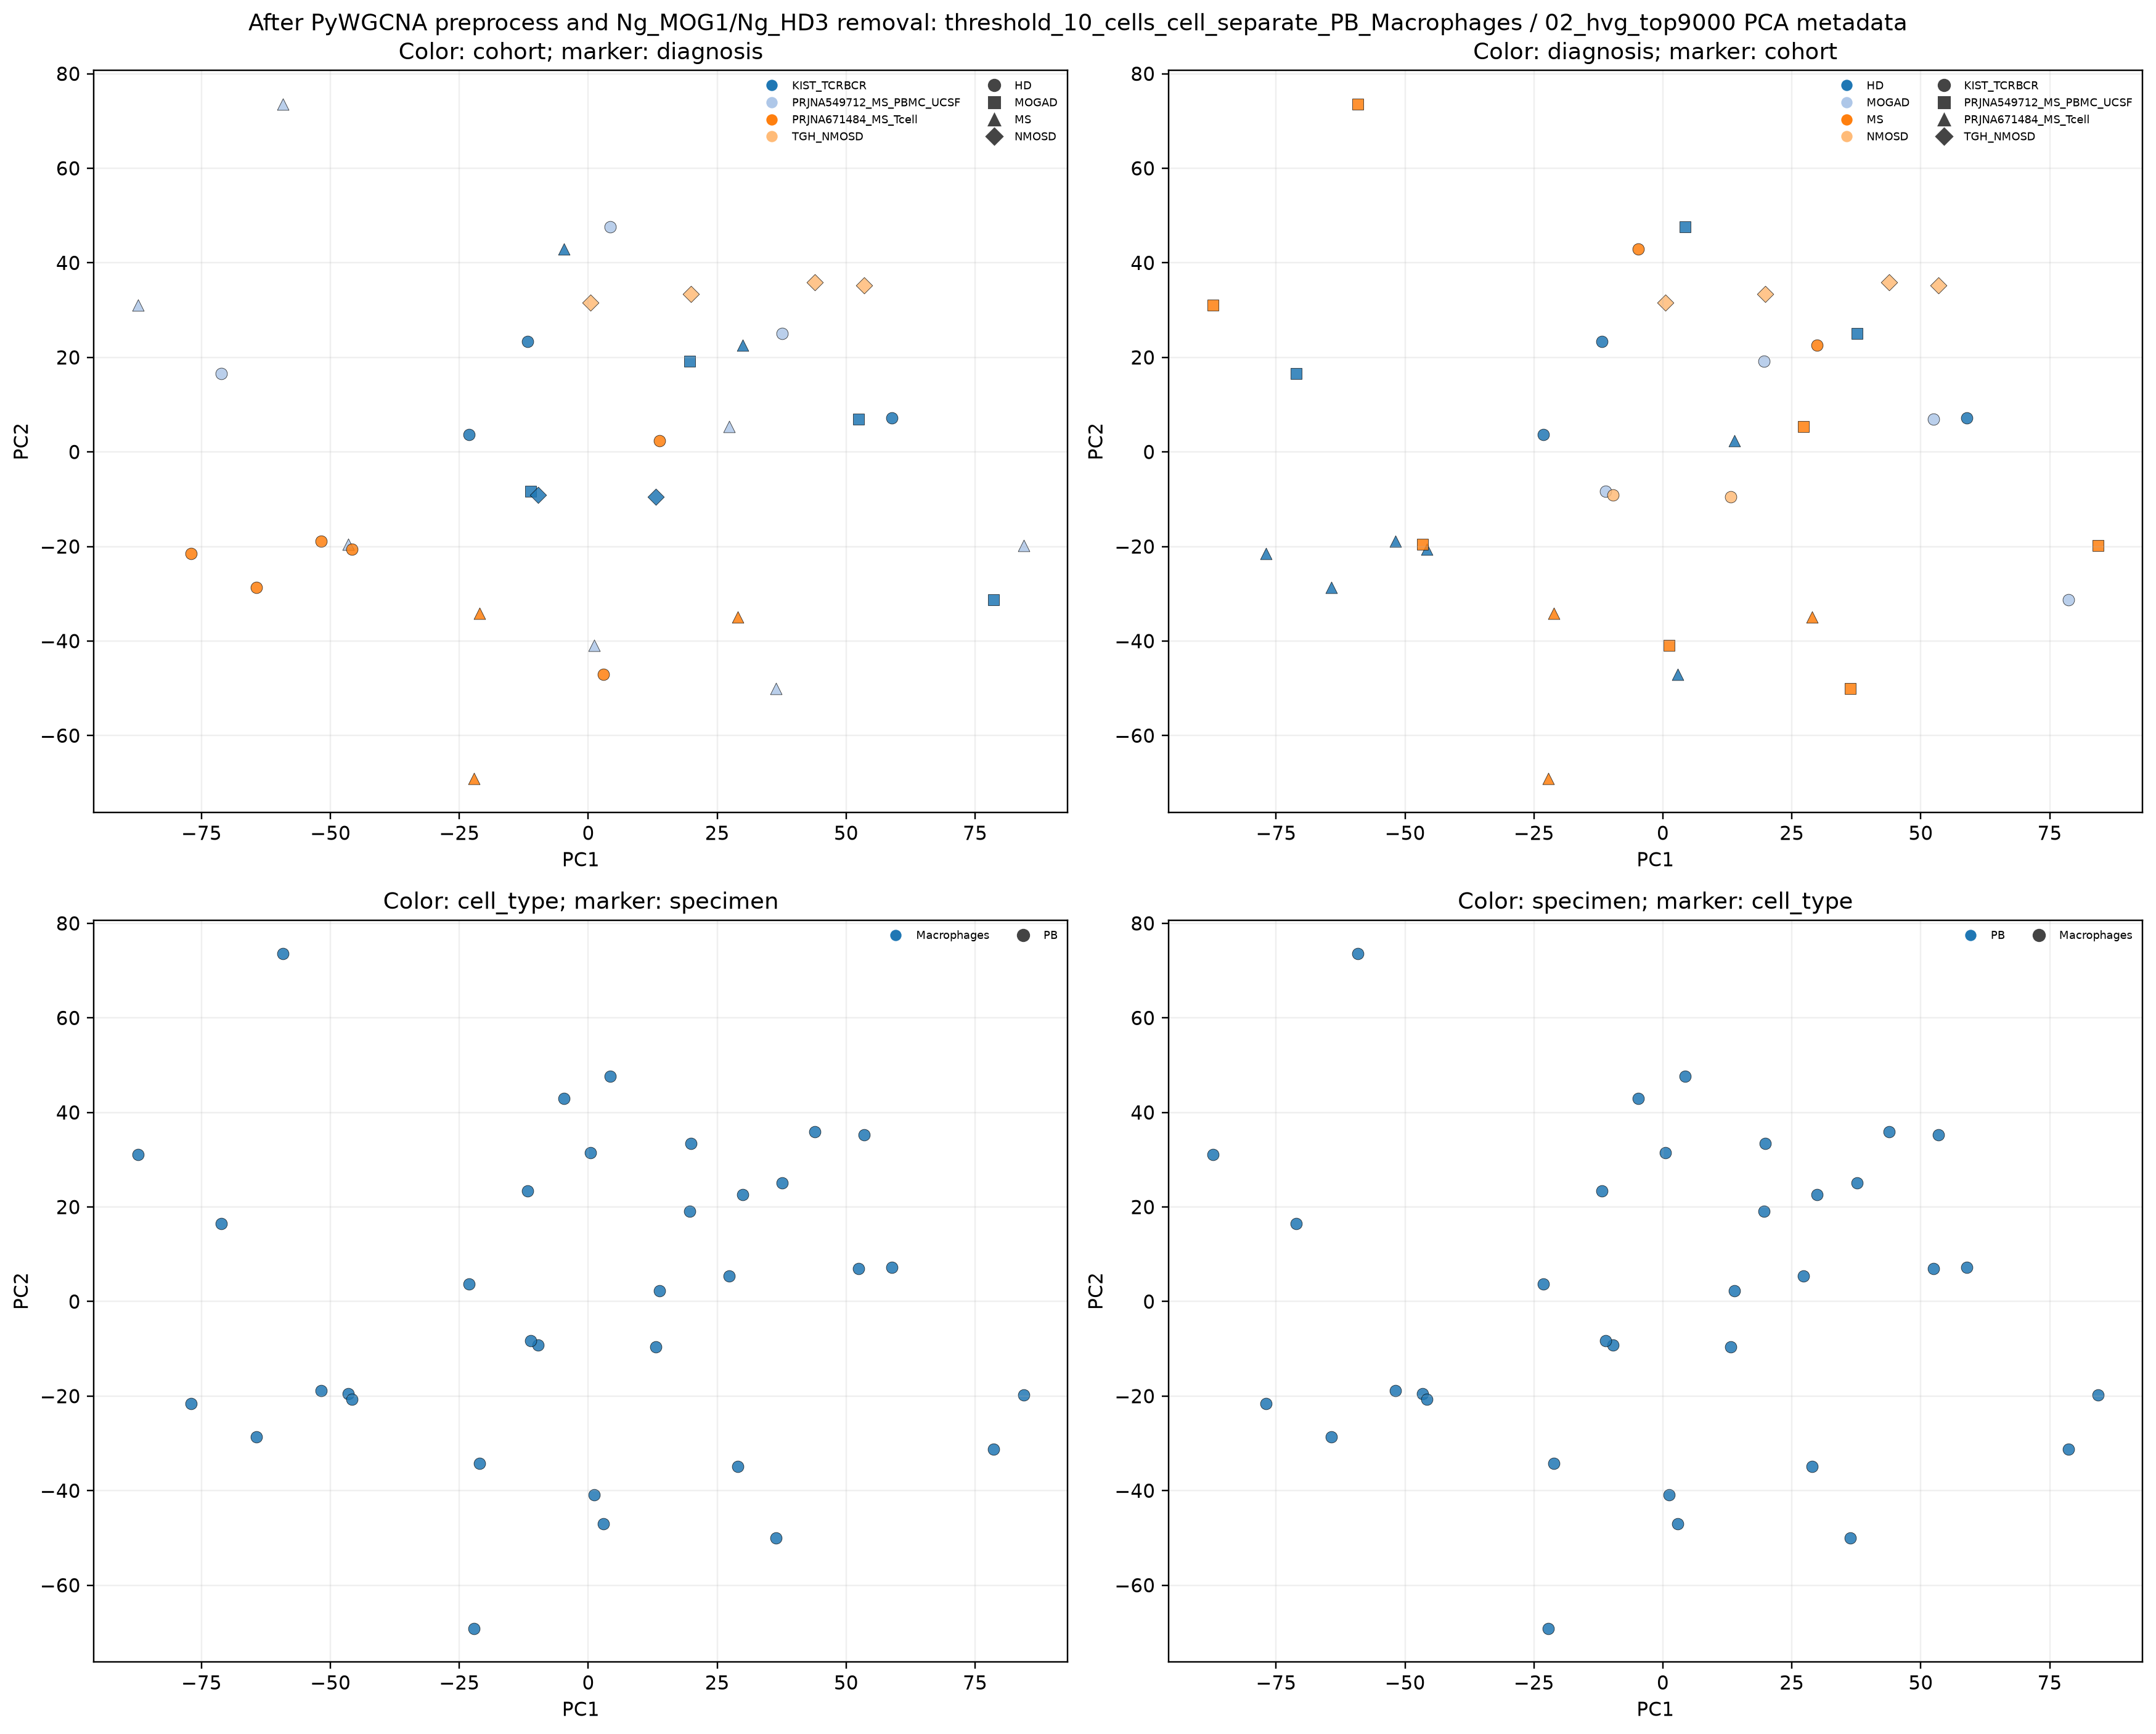 After PyWGCNA preprocess and Ng_MOG1/Ng_HD3 removal: threshold_10_cells_cell_separate_PB_Macrophages / 02_hvg_top9000 PCA metadata
Color: cohort; marker: diagnosis
KIST_TCRBCR HD
PRJNA549712_MS_PBMC_UCSF MOGAD
PRJNA671484_MS_Tcell MS
TGH_NMOSD NMOSD
80
60
40
20
0
−20
−40
−60
PC2
−75 −50 −25 0 25 50 75
PC1
Color: diagnosis; marker: cohort
HD KIST_TCRBCR
MOGAD PRJNA549712_MS_PBMC_UCSF
MS PRJNA671484_MS_Tcell
NMOSD TGH_NMOSD
80
60
40
20
0
−20
−40
−60
PC2
−75 −50 −25 0 25 50 75
PC1
Color: cell_type; marker: specimen
Macrophages PB
80
60
40
20
0
−20
−40
−60
PC2
−75 −50 −25 0 25 50 75
PC1
Color: specimen; marker: cell_type
PB Macrophages
80
60
40
20
0
−20
−40
−60
PC2
−75 −50 −25 0 25 50 75
PC1